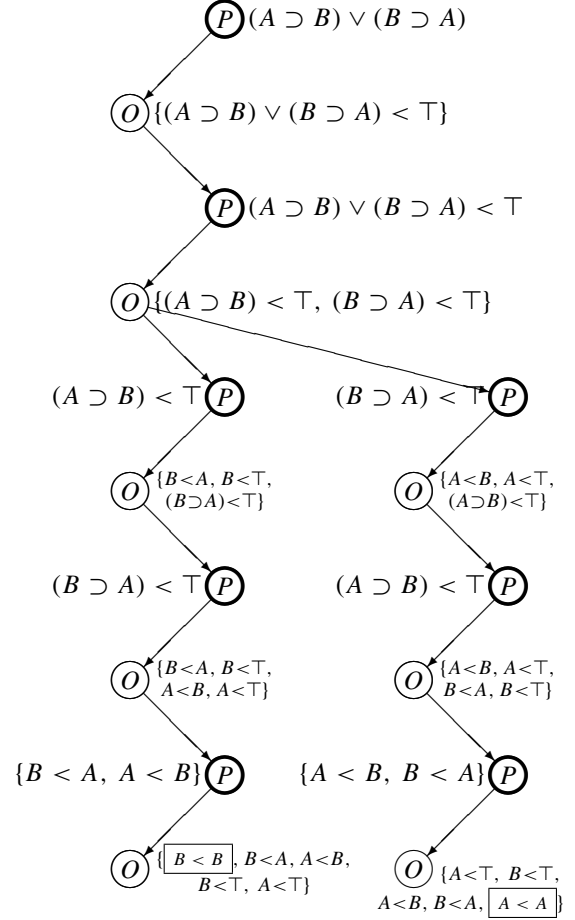 P (A ⊃ B) ∨ (B ⊃ A)
O {(A ⊃ B) ∨ (B ⊃ A) < ⊤}
P (A ⊃ B) ∨ (B ⊃ A) < ⊤
O {(A ⊃ B) < ⊤, (B ⊃ A) < ⊤}
(A ⊃ B) < ⊤ P
(B ⊃ A) < ⊤ P
O {B<A, B<⊤,
(B⊃A)<⊤}
O {A<B, A<⊤,
(A⊃B)<⊤}
(B ⊃ A) < ⊤ P
(A ⊃ B) < ⊤ P
O {B<A, B<⊤,
A<B, A<⊤}
O {A<B, A<⊤,
B<A, B<⊤}
{B < A, A < B} P
{A < B, B < A} P
O { B < B , B<A, A<B,
B<⊤, A<⊤}
O {A<⊤, B<⊤,
A<B, B<A, A < A }